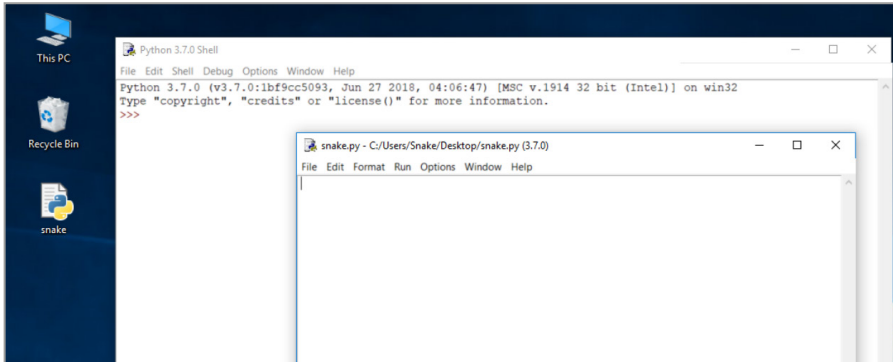 This PC
Recycle Bin
snake
Python 3.7.0 Shell
File Edit Shell Debug Options Window Help
Python 3.7.0 (v3.7.0:1bf9cc5093, Jun 27 2018, 04:06:47) [MSC v.1914 32 bit (Intel)] on win32
Type "copyright", "credits" or "license()" for more information.
>>>
snake.py - C:/Users/Snake/Desktop/snake.py (3.7.0)
File Edit Format Run Options Window Help